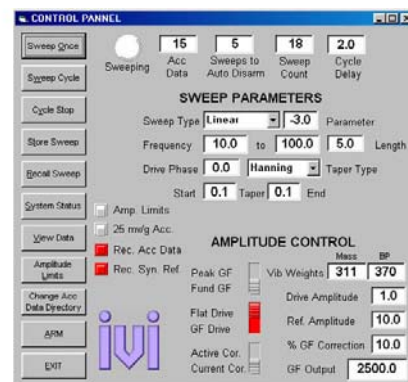 CONTROL PANNEL
Sweep Once
15
5
18
2.0
Sweeping
Acc Data
Sweeps to Auto Disarm
Sweep Count
Cycle Delay
Sweep Cycle
SWEEP PARAMETERS
Cycle Stop
Sweep Type Linear -3.0 Parameter
Store Sweep
Frequency 10.0 to 100.0 5.0 Length
Recall Sweep
Drive Phase 0.0 Hanning Taper Type
Start 0.1 Taper 0.1 End
System Status
Amp. Limits
25 mv/g Acc.
View Data
Rec. Acc Data
AMPLITUDE CONTROL
Amplitude Limits
Rec. Syn. Ref.
Mass BP
Peak GF
Fund GF
Vib Weights 311 370
Change Acc Data Directory
Drive Amplitude 1.0
Flat Drive
GF Drive
Ref. Amplitude 10.0
ARM
ivi
% GF Correction 10.0
Active Cor.
Current Cor.
EXIT
GF Output 2500.0